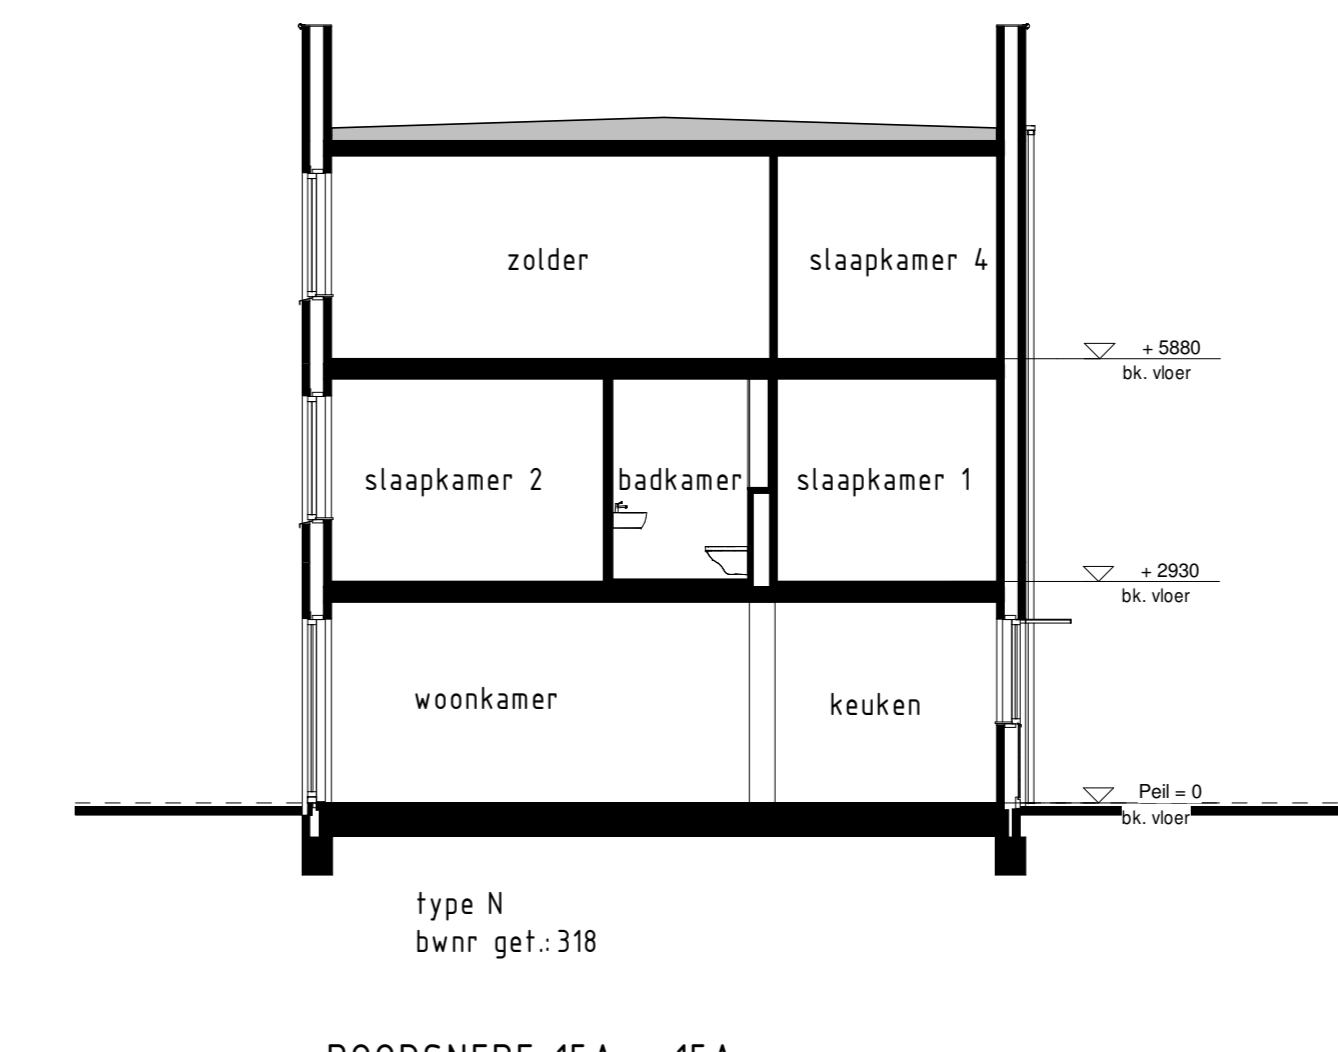 zolder
slaapkamer 4
+ 5880
bk. vloer
slaapkamer 2
badkamer
slaapkamer 1
+ 2930
bk. vloer
woonkamer
keuken
Peil = 0
bk. vloer
type N
bwnr get.: 318